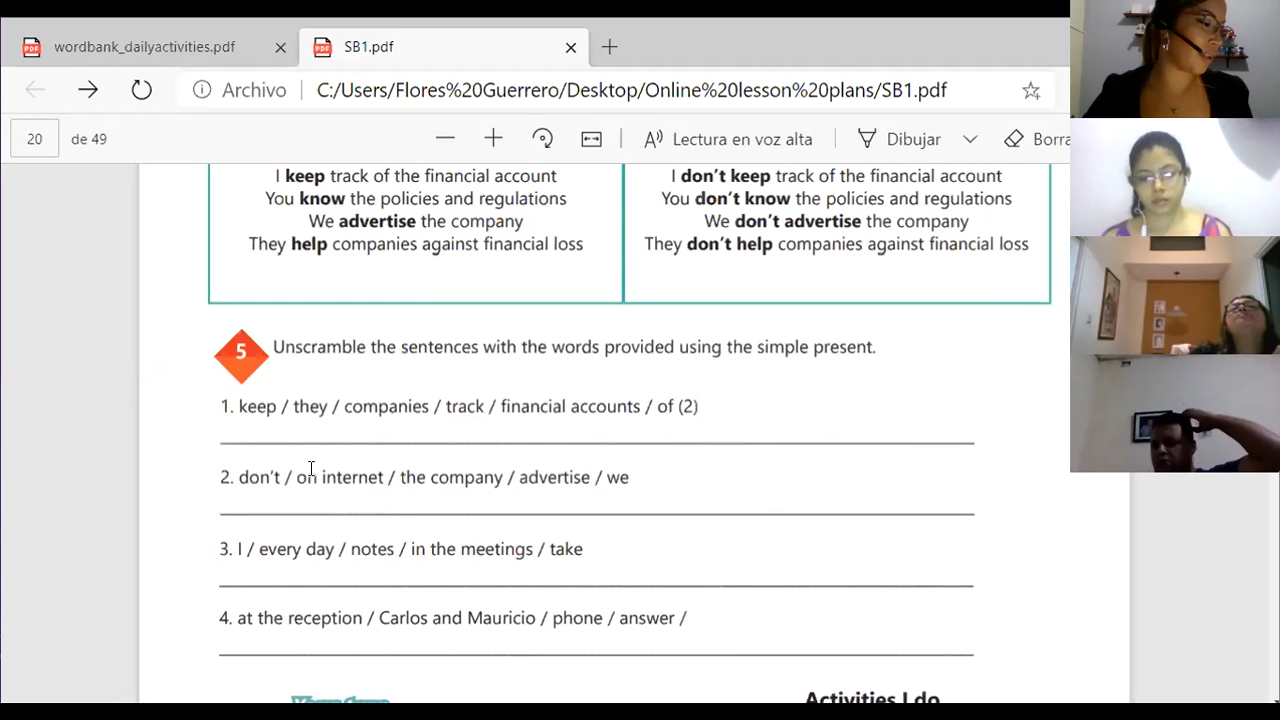 wordbank_dailyactivities.pdf
SB1.pdf
Archivo
C:/Users/Flores%20Guerrero/Desktop/Online%20lesson%20plans/SB1.pdf
20 de 49
Lectura en voz alta
Dibujar
Borra
I keep track of the financial account
You know the policies and regulations
We advertise the company
They help companies against financial loss
I don't keep track of the financial account
You don't know the policies and regulations
We don't advertise the company
They don't help companies against financial loss
5 Unscramble the sentences with the words provided using the simple present.
1. keep / they / companies / track / financial accounts / of (2)
2. don't / on internet / the company / advertise / we
3. I / every day / notes / in the meetings / take
4. at the reception / Carlos and Mauricio / phone / answer /
Activities I do